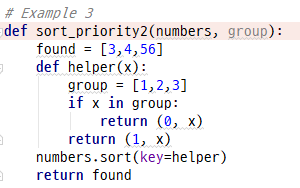 # Example 3
def sort_priority2(numbers, group):
    found = [3,4,56]
    def helper(x):
        group = [1,2,3]
        if x in group:
            return (0, x)
        return (1, x)
    numbers.sort(key=helper)
    return found